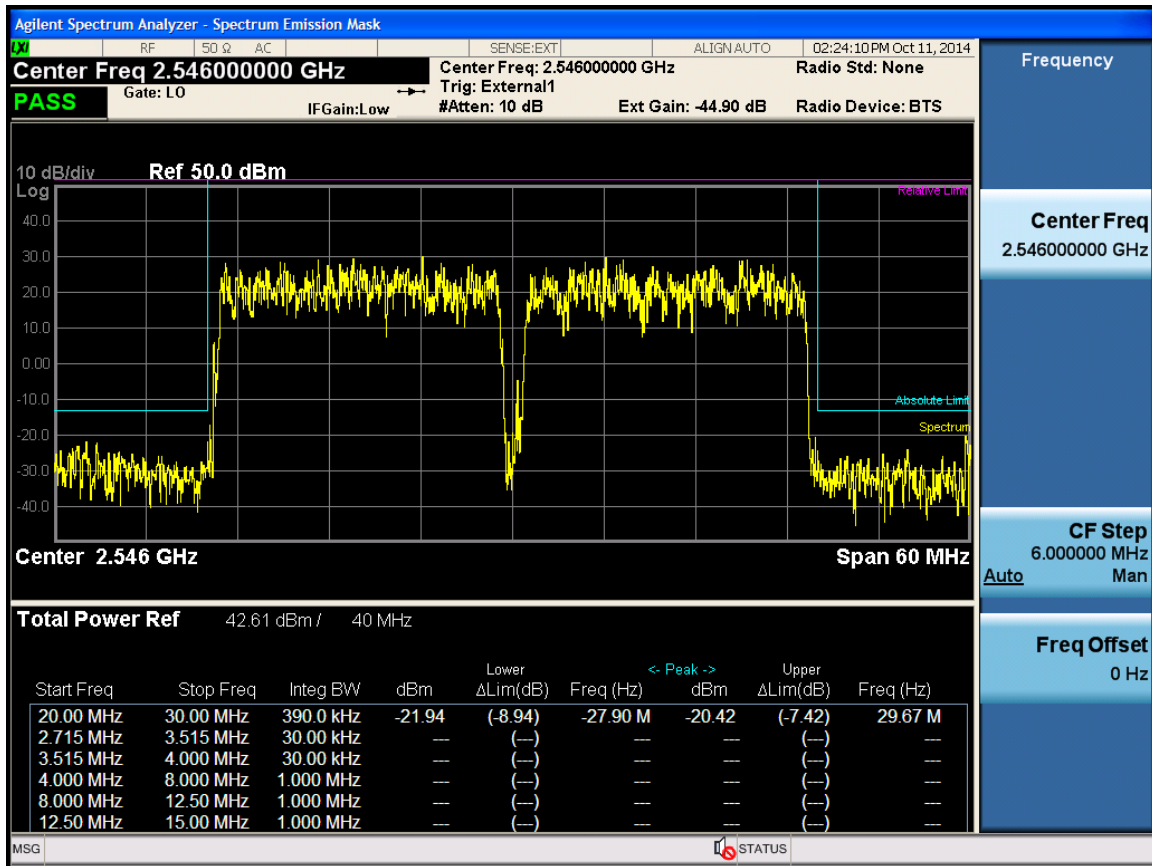 Agilent Spectrum Analyzer - Spectrum Emission Mask
LXI RF 50 Ω AC SENSE:EXT ALIGN AUTO 02:24:10 PM Oct 11, 2014
Center Freq 2.546000000 GHz
Center Freq: 2.546000000 GHz Radio Std: None
PASS Gate: LO Trig: External1
IFGain:Low #Atten: 10 dB Ext Gain: -44.90 dB Radio Device: BTS
10 dB/div Ref 50.0 dBm
Log
Relative Limit
40.0
30.0
20.0
10.0
0.00
-10.0
Absolute Limit
Spectrum
-20.0
-30.0
-40.0
Center 2.546 GHz Span 60 MHz
Total Power Ref 42.61 dBm / 40 MHz
Lower <- Peak -> Upper
Start Freq Stop Freq Integ BW dBm ΔLim(dB) Freq (Hz) dBm ΔLim(dB) Freq (Hz)
20.00 MHz 30.00 MHz 390.0 kHz -21.94 (-8.94) -27.90 M -20.42 (-7.42) 29.67 M
2.715 MHz 3.515 MHz 30.00 kHz --- (---) --- --- (---) ---
3.515 MHz 4.000 MHz 30.00 kHz --- (---) --- --- (---) ---
4.000 MHz 8.000 MHz 1.000 MHz --- (---) --- --- (---) ---
8.000 MHz 12.50 MHz 1.000 MHz --- (---) --- --- (---) ---
12.50 MHz 15.00 MHz 1.000 MHz --- (---) --- --- (---) ---
MSG STATUS
Frequency
Center Freq
2.546000000 GHz
CF Step
6.000000 MHz
Auto Man
Freq Offset
0 Hz